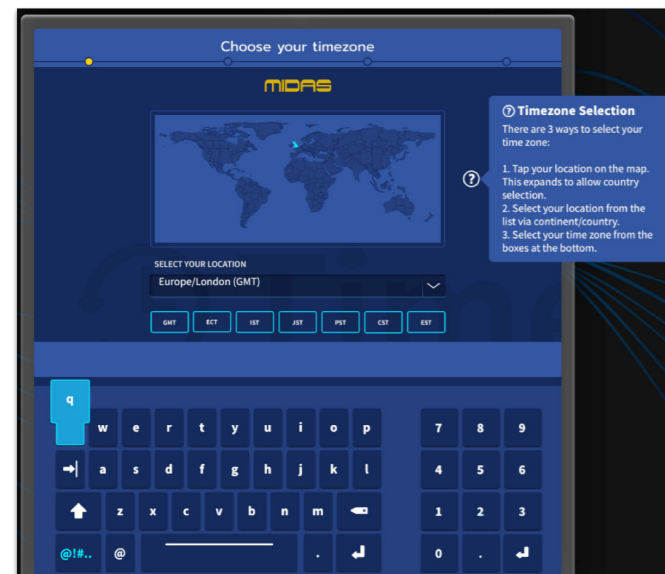 Choose your timezone
MIDAS
Timezone Selection
There are 3 ways to select your
time zone:
1. Tap your location on the map.
This expands to allow country
selection.
2. Select your location from the
list via continent/country.
3. Select your time zone from the
boxes at the bottom.
SELECT YOUR LOCATION
Europe/London (GMT)
GMT ECT IST JST PST CST EST
q
w e r t y u i o p 7 8 9
a s d f g h j k l 4 5 6
z x c v b n m 1 2 3
@!#.. @ . 0 .